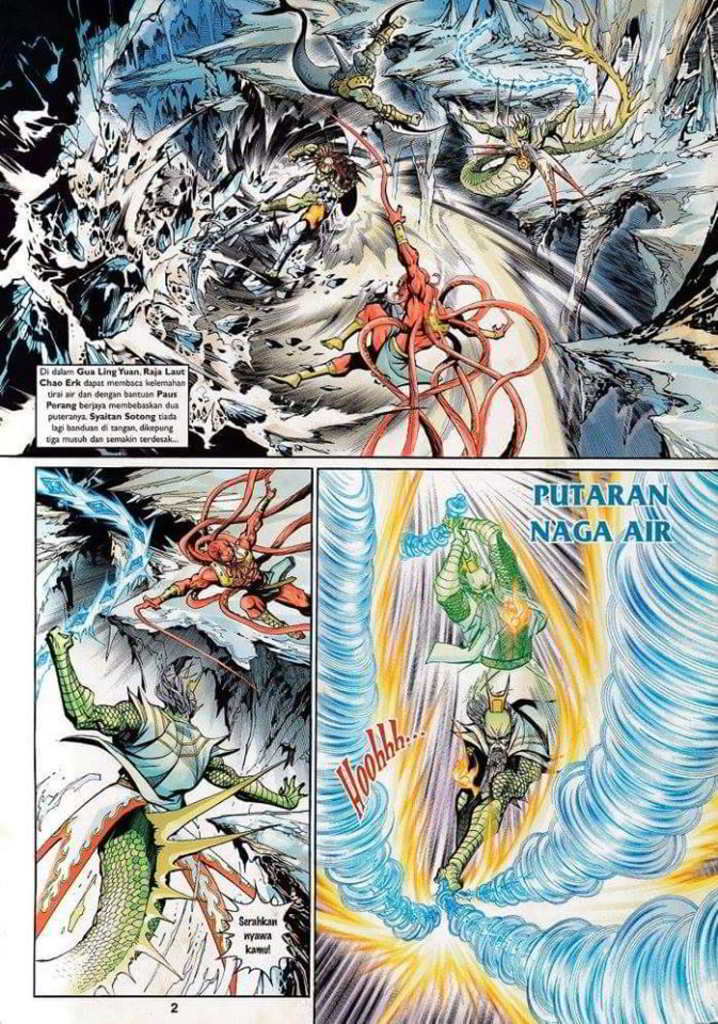 Di dalam Gua Ling Yuan, Raja Laut
Chao Erk dapat membaca kelemahan
tirai air dan dengan bantuan Paus
Perang berjaya membebaskan dua
puteranya, Syaitan Sotong tiada
lagi banduan di tangan, dikepung
tiga musuh dan semakin terdesak...
Serahkan
nyawa
kamu!
PUTARAN
NAGA AIR
Hoohhh...
2